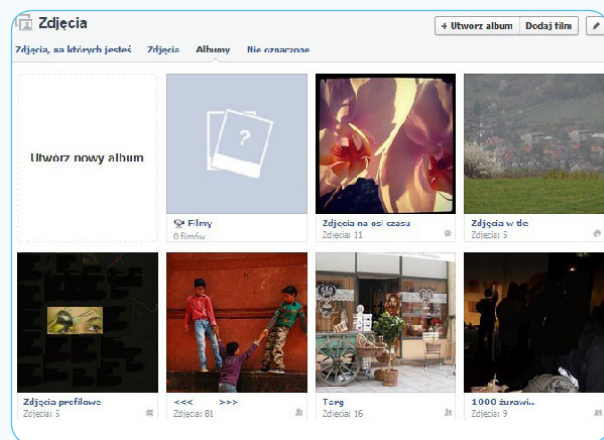 Zdjęcia
+ Utwórz album Dodaj film
Zdjęcia, na których jesteś Zdjęcia Albumy Nie oznaczone
Utwórz nowy album
?
Filmy
0 filmów
Zdjęcia na osi czasu
Zdjęcia: 11
Zdjęcia w tle
Zdjęcia: 5
Zdjęcia profilowe
Zdjęcia: 5
<<< >>>
Zdjęcia: 81
Targ
Zdjęcia: 16
1000 żurawi..
Zdjęcia: 9